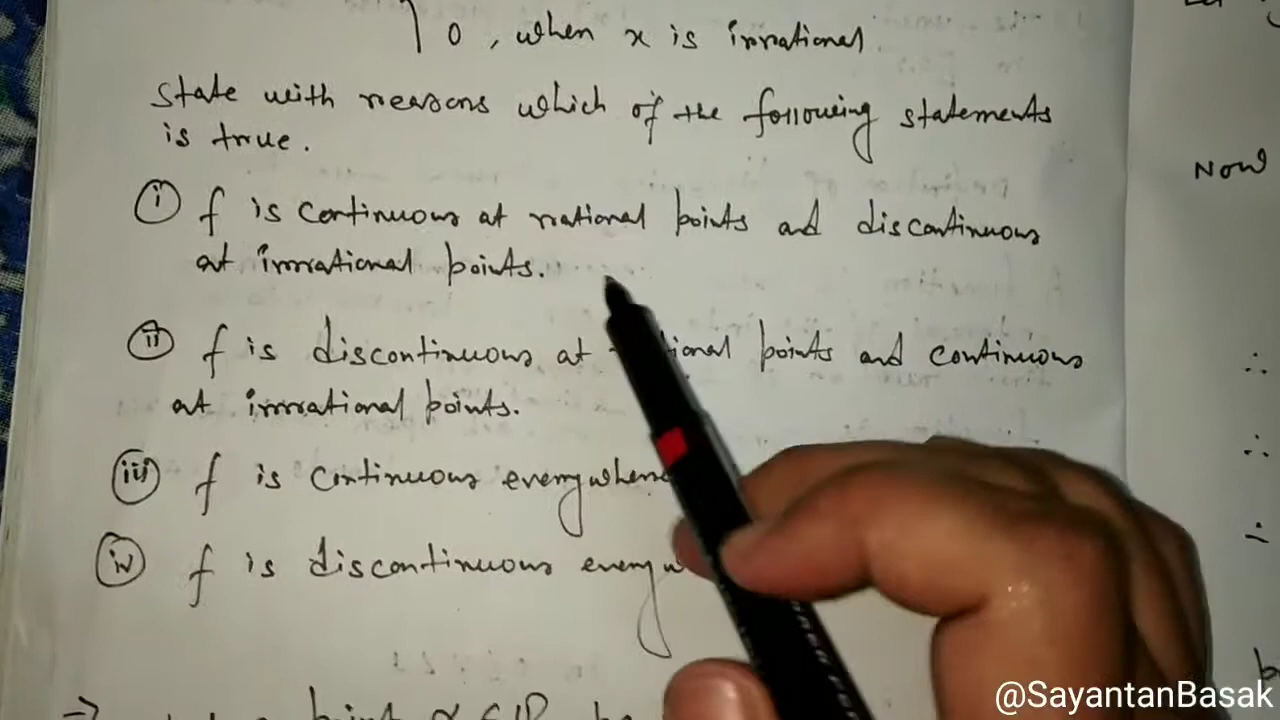 0, when x is irrational
state with reasons which of the following statements
is true.
i f is continuous at rational points and discontinuous
at irrational points.
ii f is discontinuous at points and continuous
at irrational points.
iii f is continuous everywhere
iv f is discontinuous
Now
∴
∴
@SayantanBasak